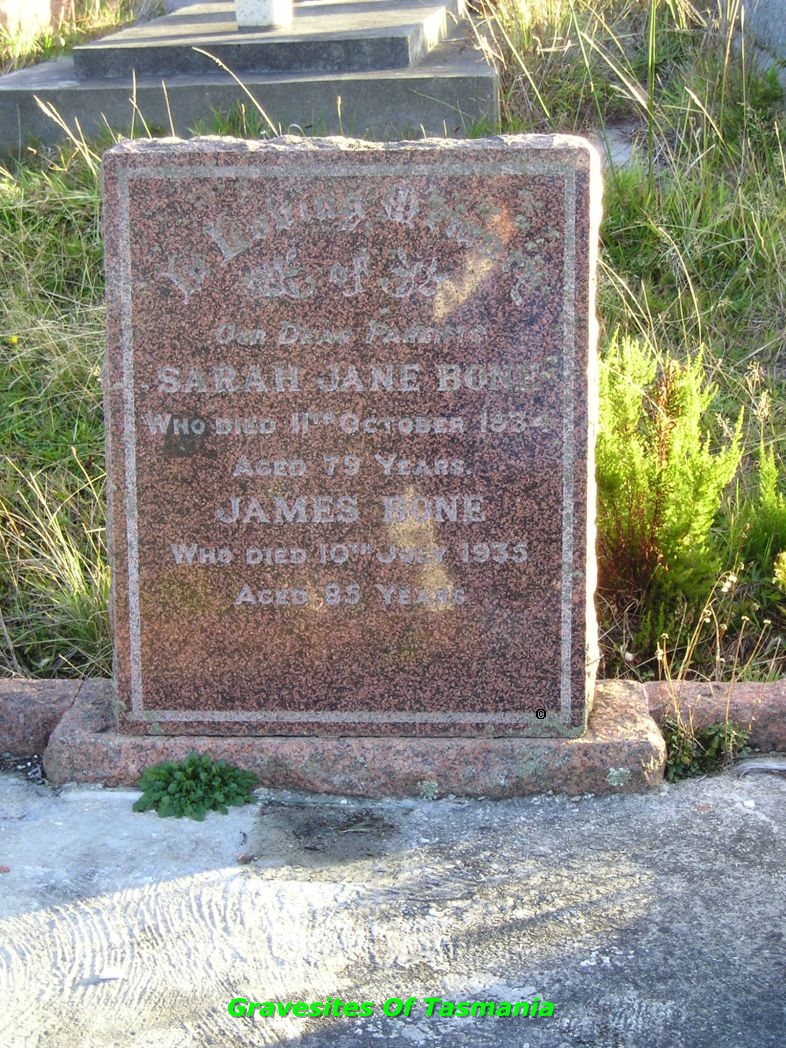 In Loving Memory
of
Our Dear Parents
SARAH JANE BONE
Who died 11th October 1934
Aged 79 Years.
JAMES BONE
Who died 10th July 1935
Aged 85 Years
©
Gravesites Of Tasmania